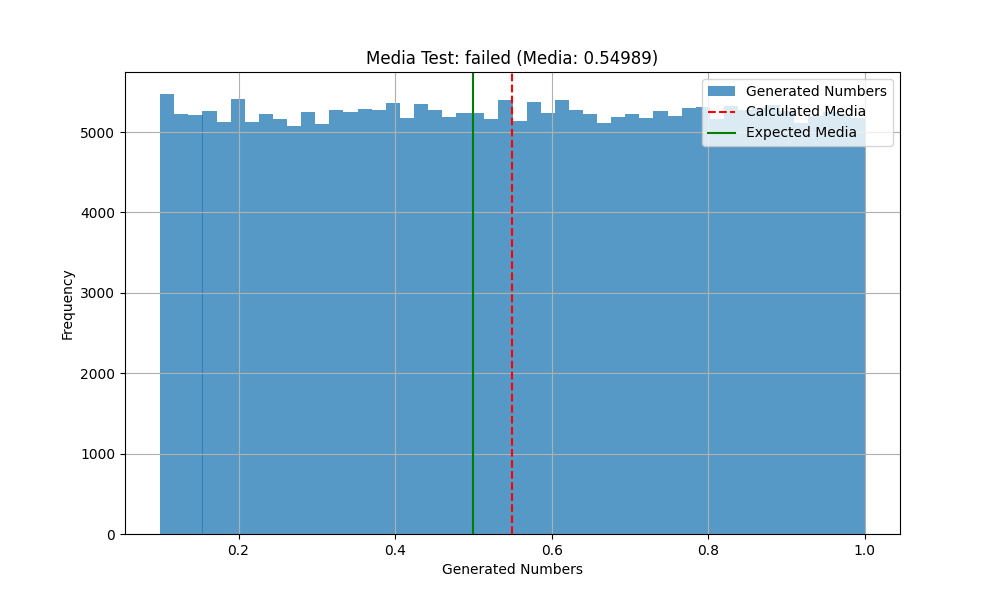 Media Test: failed (Media: 0.54989)
Generated Numbers
Calculated Media
Expected Media
Frequency
5000
4000
3000
2000
1000
0
0.2
0.4
0.6
0.8
1.0
Generated Numbers